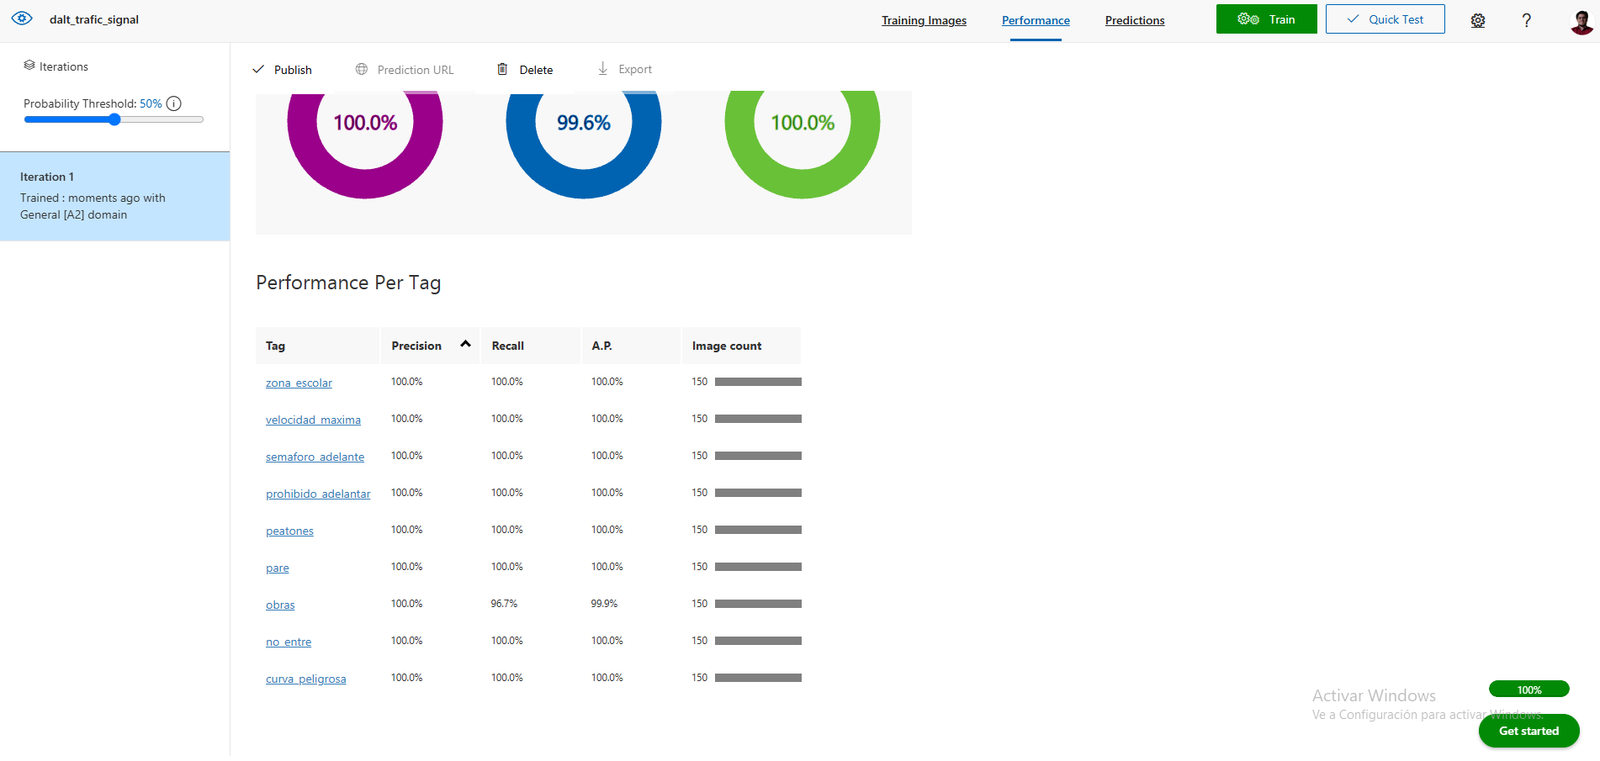 dalt_trafic_signal
Training Images
Performance
Predictions
Train
Quick Test
?
Iterations
Probability Threshold: 50% i
Iteration 1
Trained : moments ago with
General [A2] domain
Publish
Prediction URL
Delete
Export
100.0%
99.6%
100.0%
Performance Per Tag
Tag Precision Recall A.P. Image count
zona_escolar 100.0% 100.0% 100.0% 150
velocidad_maxima 100.0% 100.0% 100.0% 150
semaforo_adelante 100.0% 100.0% 100.0% 150
prohibido_adelantar 100.0% 100.0% 100.0% 150
peatones 100.0% 100.0% 100.0% 150
pare 100.0% 100.0% 100.0% 150
obras 100.0% 96.7% 99.9% 150
no_entre 100.0% 100.0% 100.0% 150
curva_peligrosa 100.0% 100.0% 100.0% 150
Activar Windows
Ve a Configuración para activar Windows.
100%
Get started